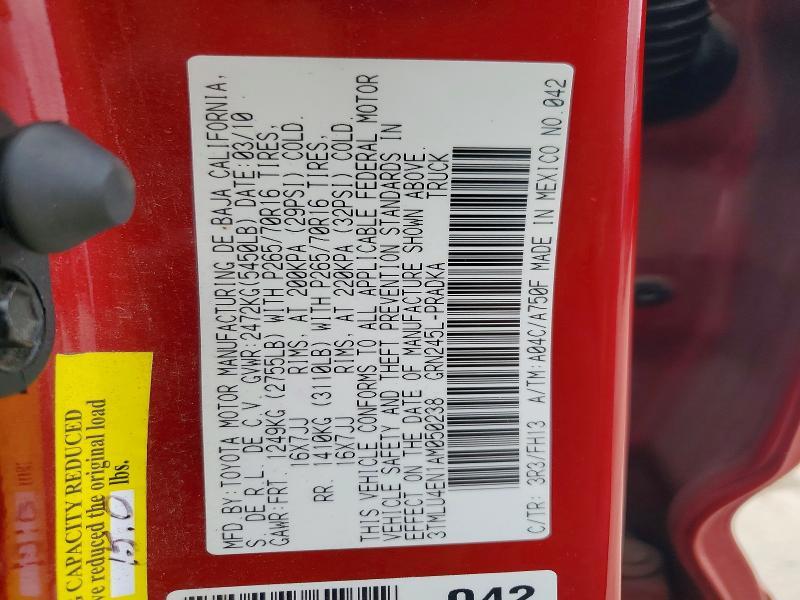 MFD. BY:TOYOTA MOTOR MANUFACTURING DE BAJA CALIFORNIA,
S. DE R.L. DE C.V. GVWR:2472KG(5450LB) DATE:03/10
GAWR:FRT. 1249KG (2755LB) WITH P265/70R16 TIRES,
16X7JJ RIMS, AT 200KPA (29PSI) COLD.
RR. 1410KG (3110LB) WITH P265/70R16 TIRES,
16X7JJ RIMS, AT 220KPA (32PSI) COLD.
THIS VEHICLE CONFORMS TO ALL APPLICABLE FEDERAL MOTOR
VEHICLE SAFETY AND THEFT PREVENTION STANDARDS IN
EFFECT ON THE DATE OF MANUFACTURE SHOWN ABOVE.
3TMLU4EN1AM050238 GRN245L-PRADKA TRUCK
C/TR: 3R3/FH13 A/TM:A04C/A750F MADE IN MEXICO NO.042
G CAPACITY REDUCED
ve reduced the original load
15.0 lbs.
042